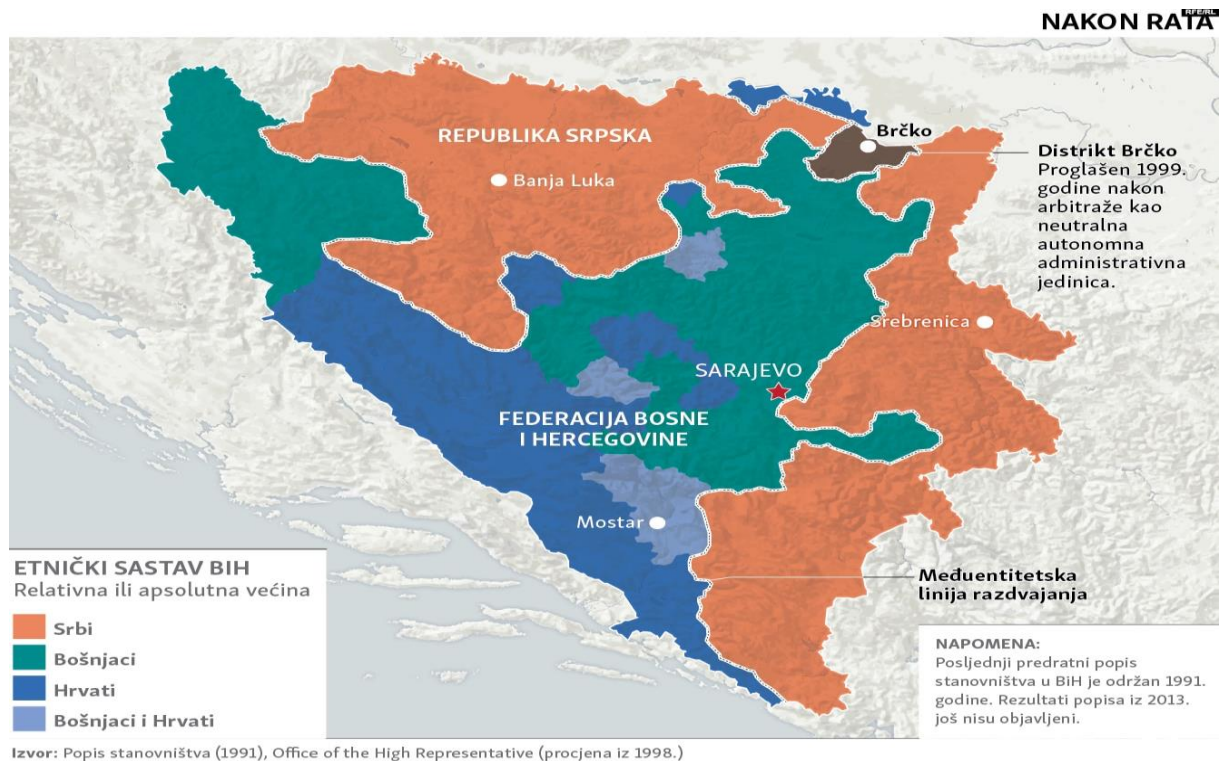 RFE/RL
NAKON RATA
REPUBLIKA SRPSKA
Banja Luka
Brčko
Distrikt Brčko
Proglašen 1999.
godine nakon
arbitraže kao
neutralna
autonomna
administrativna
jedinica.
Srebrenica
SARAJEVO
FEDERACIJA BOSNE
I HERCEGOVINE
Mostar
Međuentitetska
linija razdvajanja
ETNIČKI SASTAV BIH
Relativna ili apsolutna većina
Srbi
Bošnjaci
Hrvati
Bošnjaci i Hrvati
NAPOMENA:
Posljednji predratni popis
stanovništva u BiH je održan 1991.
godine. Rezultati popisa iz 2013.
još nisu objavljeni.
Izvor: Popis stanovništva (1991), Office of the High Representative (procjena iz 1998.)